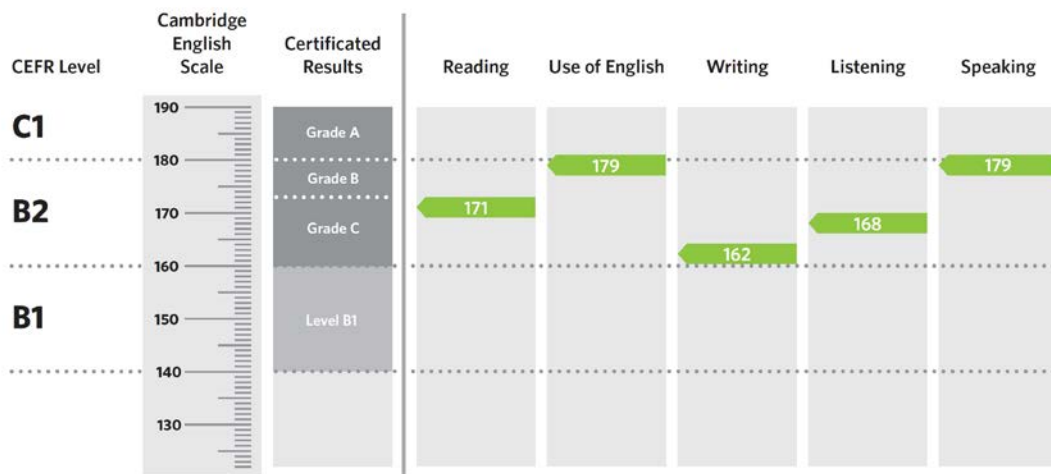 CEFR Level
Cambridge
English
Scale
Certificated
Results
Reading
Use of English
Writing
Listening
Speaking
C1
B2
B1
190
180
170
160
150
140
130
Grade A
Grade B
Grade C
Level B1
171
179
162
168
179